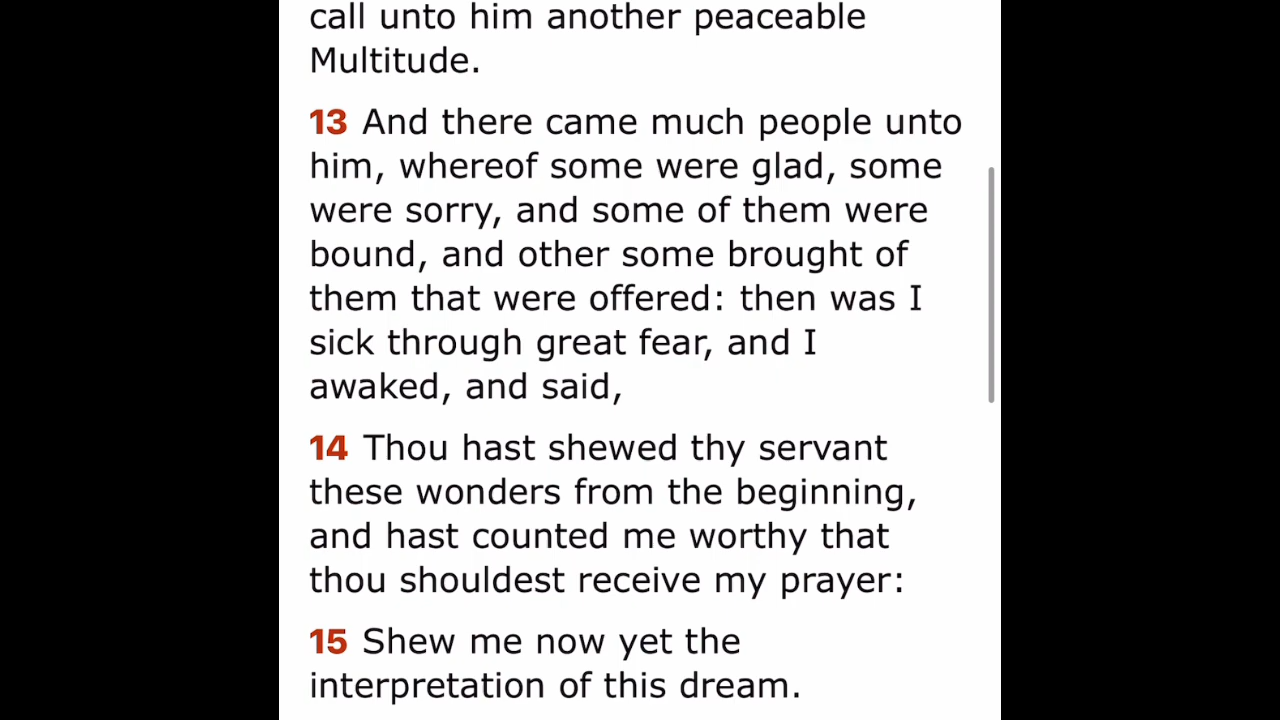 call unto him another peaceable
Multitude.
13 And there came much people unto
him, whereof some were glad, some
were sorry, and some of them were
bound, and other some brought of
them that were offered: then was I
sick through great fear, and I
awaked, and said,
14 Thou hast shewed thy servant
these wonders from the beginning,
and hast counted me worthy that
thou shouldest receive my prayer:
15 Shew me now yet the
interpretation of this dream.